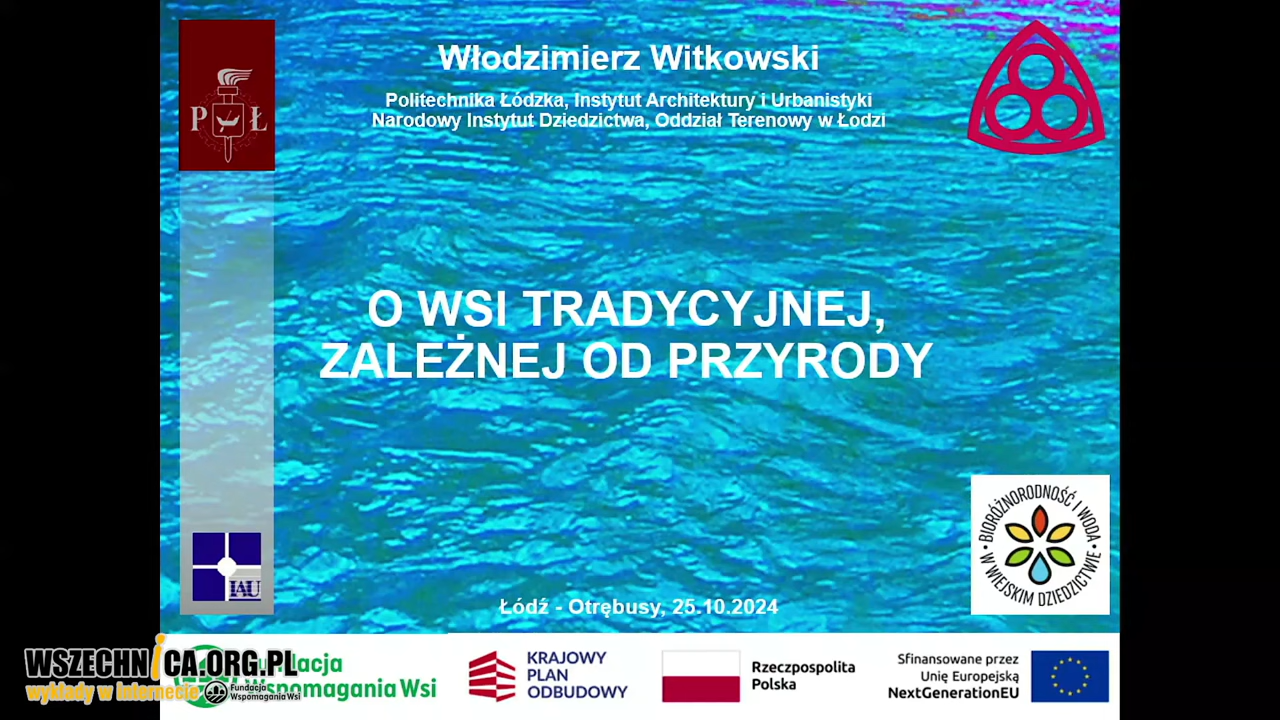 Włodzimierz Witkowski
Politechnika Łódzka, Instytut Architektury i Urbanistyki
Narodowy Instytut Dziedzictwa, Oddział Terenowy w Łodzi
P Ł
O WSI TRADYCYJNEJ,
ZALEŻNEJ OD PRZYRODY
IAU
• BIORÓŻNORODNOŚĆ I WODA •
W WIEJSKIM DZIEDZICTWIE
Łódź - Otrębusy, 25.10.2024
WSZECHNICA.ORG.PL
wykłady w Internecie
Fundacja
Wspomagania Wsi
Wspomagania Wsi
KRAJOWY
PLAN
ODBUDOWY
Rzeczpospolita
Polska
Sfinansowane przez
Unię Europejską
NextGenerationEU